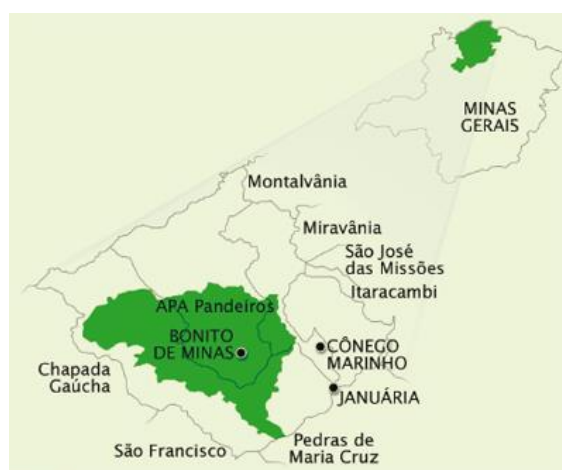 MINAS
GERAIS
Montalvânia
Miravânia
São José
das Missões
Itaracambi
APA Pandeiros
BONITO
DE MINAS
CÔNEGO
MARINHO
Chapada
Gaúcha
JANUÁRIA
Pedras de
Maria Cruz
São Francisco